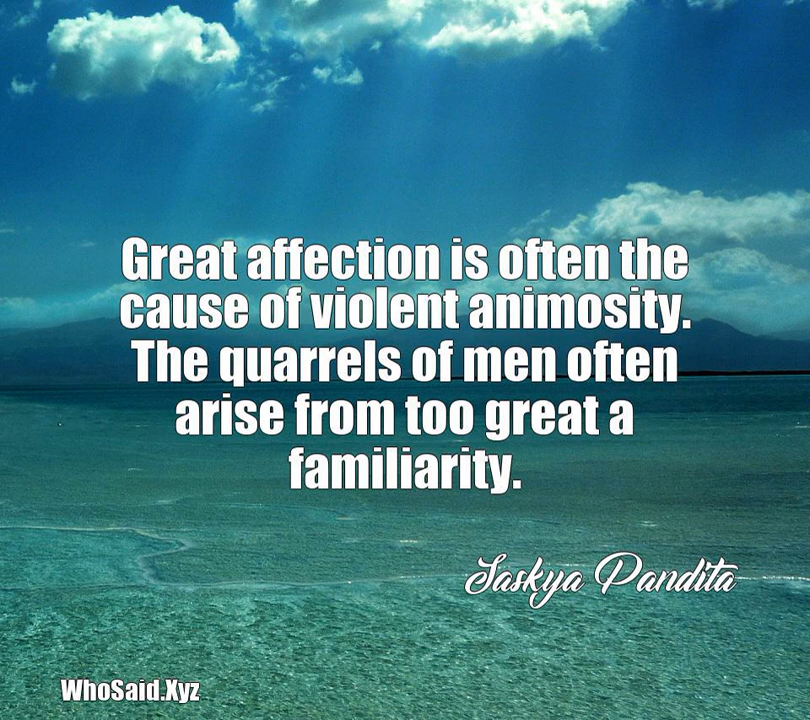 Great affection is often the
cause of violent animosity.
The quarrels of men often
arise from too great a
familiarity.
Saskya Pandita
WhoSaid.Xyz